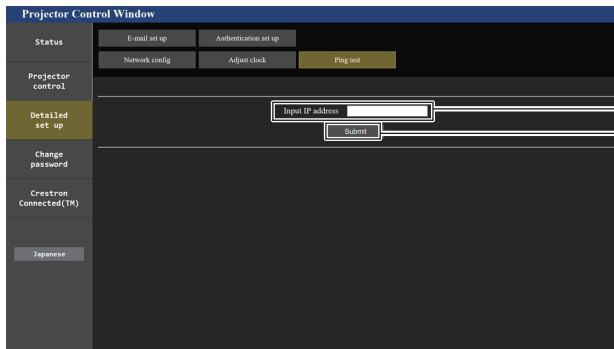 Projector Control Window
Status
Projector
control
Detailed
set up
Change
password
Crestron
Connected(TM)
Japanese
E-mail set up
Authentication set up
Network config
Adjust clock
Ping test
Input IP address
Submit